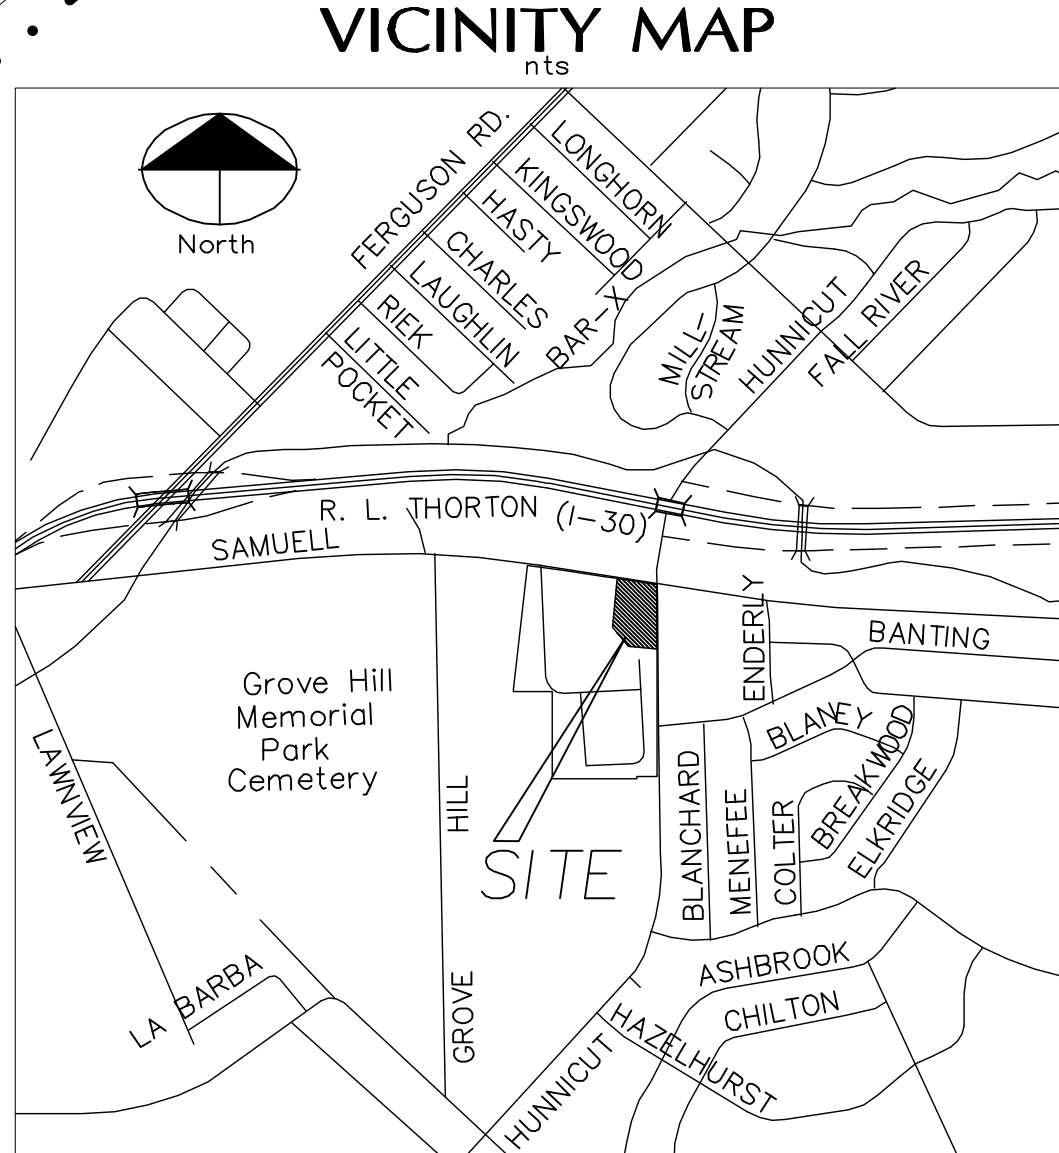 VICINITY MAP
nts
North
FERGUSON RD.
LONGHORN
KINGSWOOD
HASTY
CHARLES
LAUGHLIN
RIEK
LITTLE
POCKET
BAR-X
MILL-
STREAM
HUNNICUT
FALL RIVER
R. L. THORTON (I-30)
SAMUELL
ENDERLY
BANTING
Grove Hill
Memorial
Park
Cemetery
LAWNVIEW
HILL
GROVE
SITE
BLANEY
BLANCHARD
MENEFEE
COLTER
BREAKWOOD
ELKRIDGE
LA BARBA
ASHBROOK
CHILTON
HAZELHURST
HUNNICUT